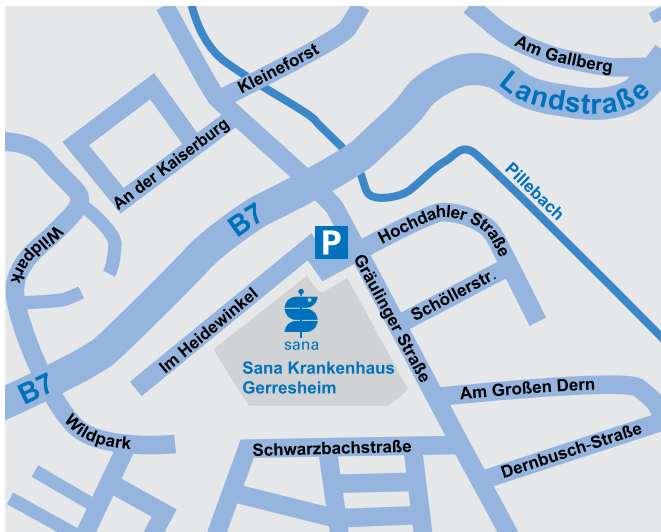 Kleineforst
Am Gallberg
Landstraße
An der Kaiserburg
Pillebach
B7
Wildpark
P
Hochdahler Straße
Gräulinger Straße
Schöllerstr.
Im Heidewinkel
sana
Sana Krankenhaus
Gerresheim
B7
Am Großen Dern
Wildpark
Schwarzbachstraße
Dernbusch-Straße